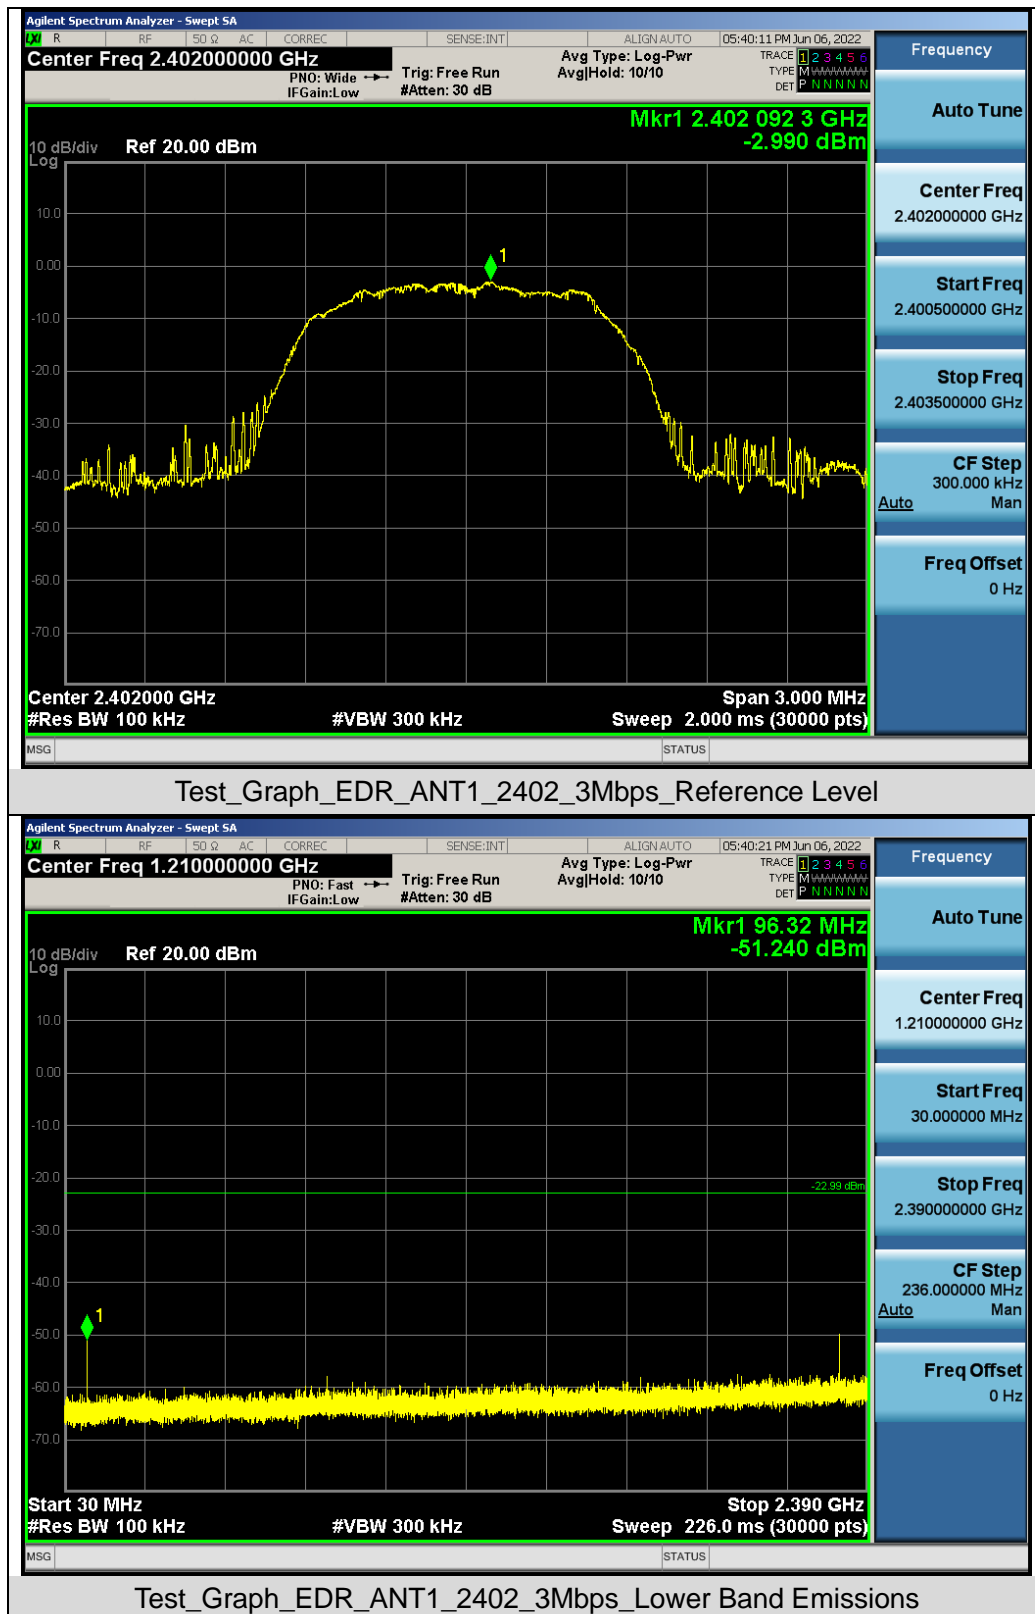 Agilent Spectrum Analyzer - Swept SA
LXI R RF 50 Ω AC CORREC SENSE:INT ALIGN AUTO 05:40:11 PM Jun 06, 2022
Center Freq 2.402000000 GHz
PNO: Wide
IFGain:Low
Trig: Free Run
#Atten: 30 dB
Avg Type: Log-Pwr
Avg|Hold: 10/10
TRACE 1 2 3 4 5 6
TYPE M
DET P N N N N N
Mkr1 2.402 092 3 GHz
-2.990 dBm
10 dB/div Ref 20.00 dBm
Log
10.0
0.00
-10.0
-20.0
-30.0
-40.0
-50.0
-60.0
-70.0
1
Center 2.402000 GHz Span 3.000 MHz
#Res BW 100 kHz #VBW 300 kHz Sweep 2.000 ms (30000 pts)
MSG STATUS
Frequency
Auto Tune
Center Freq
2.402000000 GHz
Start Freq
2.400500000 GHz
Stop Freq
2.403500000 GHz
CF Step
300.000 kHz
Auto Man
Freq Offset
0 Hz
Test_Graph_EDR_ANT1_2402_3Mbps_Reference Level
Agilent Spectrum Analyzer - Swept SA
LXI R RF 50 Ω AC CORREC SENSE:INT ALIGN AUTO 05:40:21 PM Jun 06, 2022
Center Freq 1.210000000 GHz
PNO: Fast
IFGain:Low
Trig: Free Run
#Atten: 30 dB
Avg Type: Log-Pwr
Avg|Hold: 10/10
TRACE 1 2 3 4 5 6
TYPE M
DET P N N N N N
Mkr1 96.32 MHz
-51.240 dBm
10 dB/div Ref 20.00 dBm
Log
10.0
0.00
-10.0
-20.0
-22.99 dBm
-30.0
-40.0
-50.0
-60.0
-70.0
1
Start 30 MHz Stop 2.390 GHz
#Res BW 100 kHz #VBW 300 kHz Sweep 226.0 ms (30000 pts)
MSG STATUS
Frequency
Auto Tune
Center Freq
1.210000000 GHz
Start Freq
30.000000 MHz
Stop Freq
2.390000000 GHz
CF Step
236.000000 MHz
Auto Man
Freq Offset
0 Hz
Test_Graph_EDR_ANT1_2402_3Mbps_Lower Band Emissions